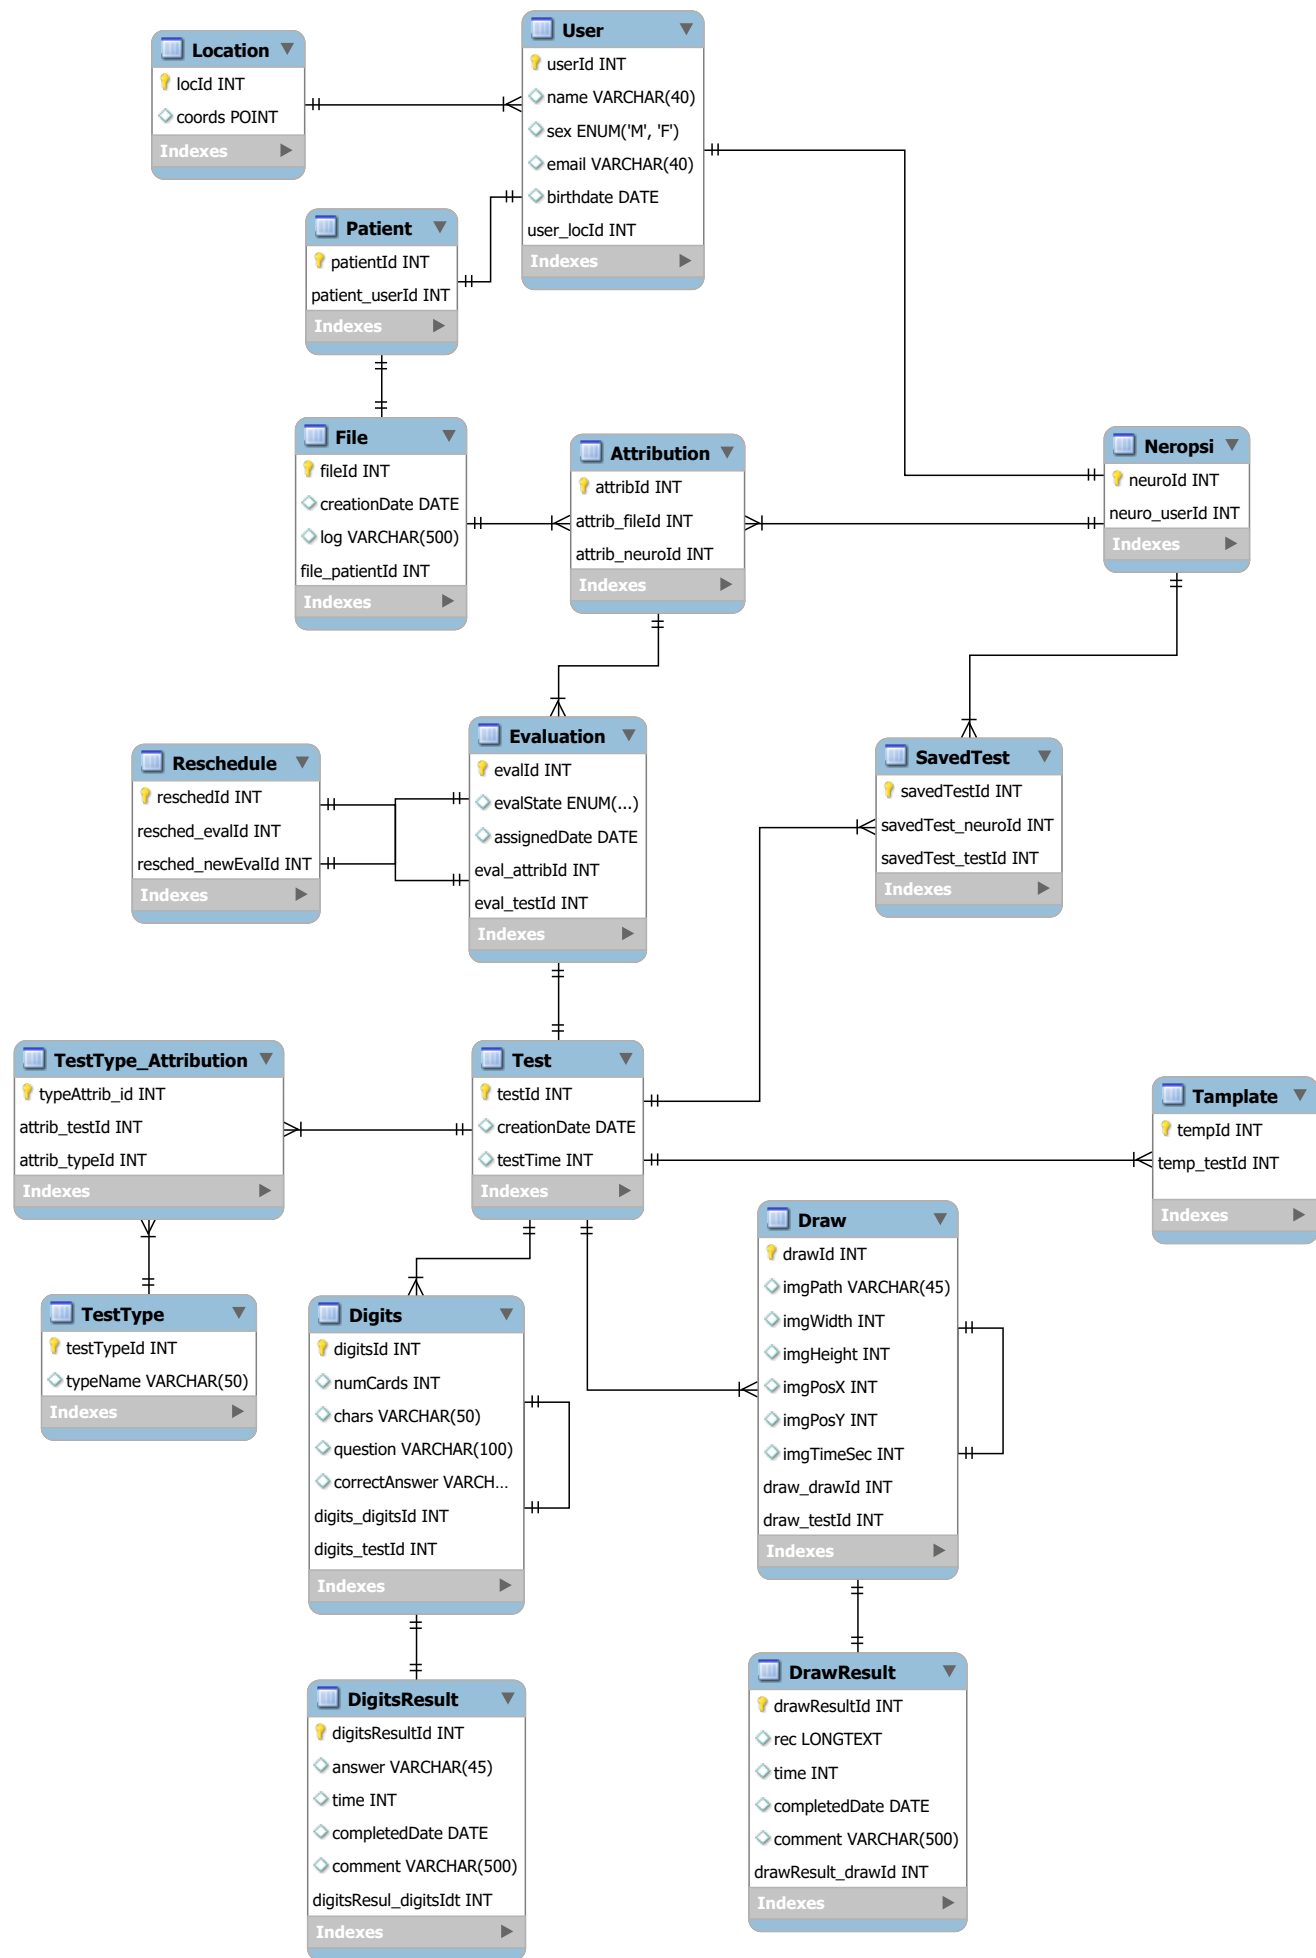 User
userId INT
name VARCHAR(40)
sex ENUM('M', 'F')
email VARCHAR(40)
birthdate DATE
user_locId INT
Indexes
Location
locId INT
coords POINT
Indexes
Patient
patientId INT
patient_userId INT
Indexes
File
fileId INT
creationDate DATE
log VARCHAR(500)
file_patientId INT
Indexes
Attribution
attribId INT
attrib_fileId INT
attrib_neuroId INT
Indexes
Neropsi
neuroId INT
neuro_userId INT
Indexes
Reschedule
reschedId INT
resched_evalId INT
resched_newEvalId INT
Indexes
Evaluation
evalId INT
evalState ENUM(...)
assignedDate DATE
eval_attribId INT
eval_testId INT
Indexes
SavedTest
savedTestId INT
savedTest_neuroId INT
savedTest_testId INT
Indexes
TestType_Attribution
typeAttrib_id INT
attrib_testId INT
attrib_typeId INT
Indexes
Test
testId INT
creationDate DATE
testTime INT
Indexes
Tamplate
tempId INT
temp_testId INT
Indexes
TestType
testTypeId INT
typeName VARCHAR(50)
Indexes
Digits
digitsId INT
numCards INT
chars VARCHAR(50)
question VARCHAR(100)
correctAnswer VARCH...
digits_digitsId INT
digits_testId INT
Indexes
Draw
drawId INT
imgPath VARCHAR(45)
imgWidth INT
imgHeight INT
imgPosX INT
imgPosY INT
imgTimeSec INT
draw_drawId INT
draw_testId INT
Indexes
DigitsResult
digitsResultId INT
answer VARCHAR(45)
time INT
completedDate DATE
comment VARCHAR(500)
digitsResul_digitsIdt INT
Indexes
DrawResult
drawResultId INT
rec LONGTEXT
time INT
completedDate DATE
comment VARCHAR(500)
drawResult_drawId INT
Indexes